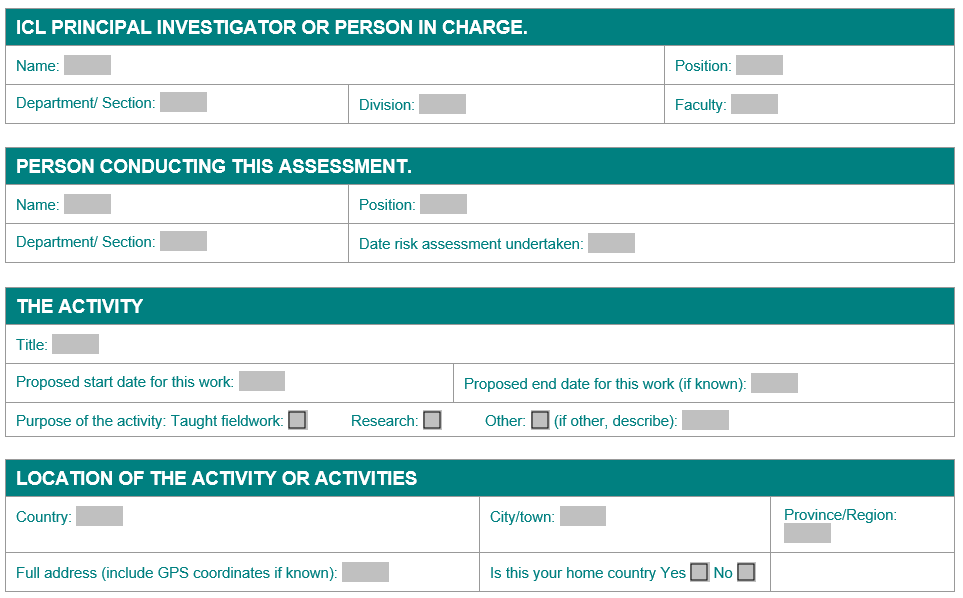 ICL PRINCIPAL INVESTIGATOR OR PERSON IN CHARGE.
Name: Position:
Department/ Section: Division: Faculty:
PERSON CONDUCTING THIS ASSESSMENT.
Name: Position:
Department/ Section: Date risk assessment undertaken:
THE ACTIVITY
Title:
Proposed start date for this work: Proposed end date for this work (if known):
Purpose of the activity: Taught fieldwork: Research: Other: (if other, describe):
LOCATION OF THE ACTIVITY OR ACTIVITIES
Country: City/town: Province/Region:
Full address (include GPS coordinates if known): Is this your home country Yes No